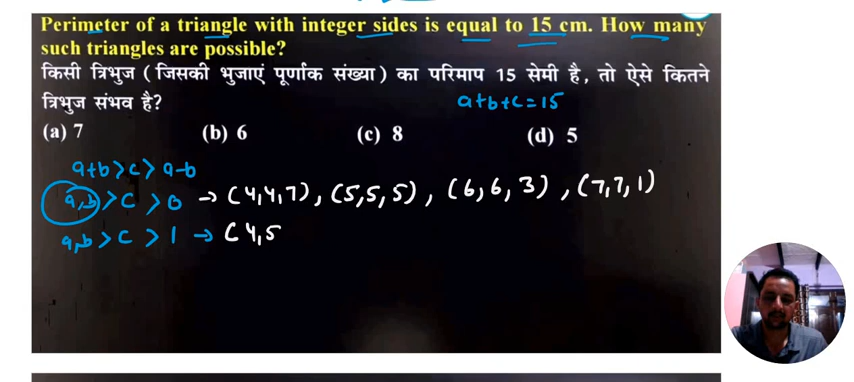 Perimeter of a triangle with integer sides is equal to 15 cm. How many
such triangles are possible?
किसी त्रिभुज ( जिसकी भुजाएं पूर्णांक संख्या ) का परिमाप 15 सेमी है, तो ऐसे कितने
त्रिभुज संभव है?
a+b+c=15
(a) 7 (b) 6 (c) 8 (d) 5
a+b>c>a-b
a,b>c>0 → (4,4,7), (5,5,5), (6,6,3), (7,7,1)
a,b>c>1 → (4,5